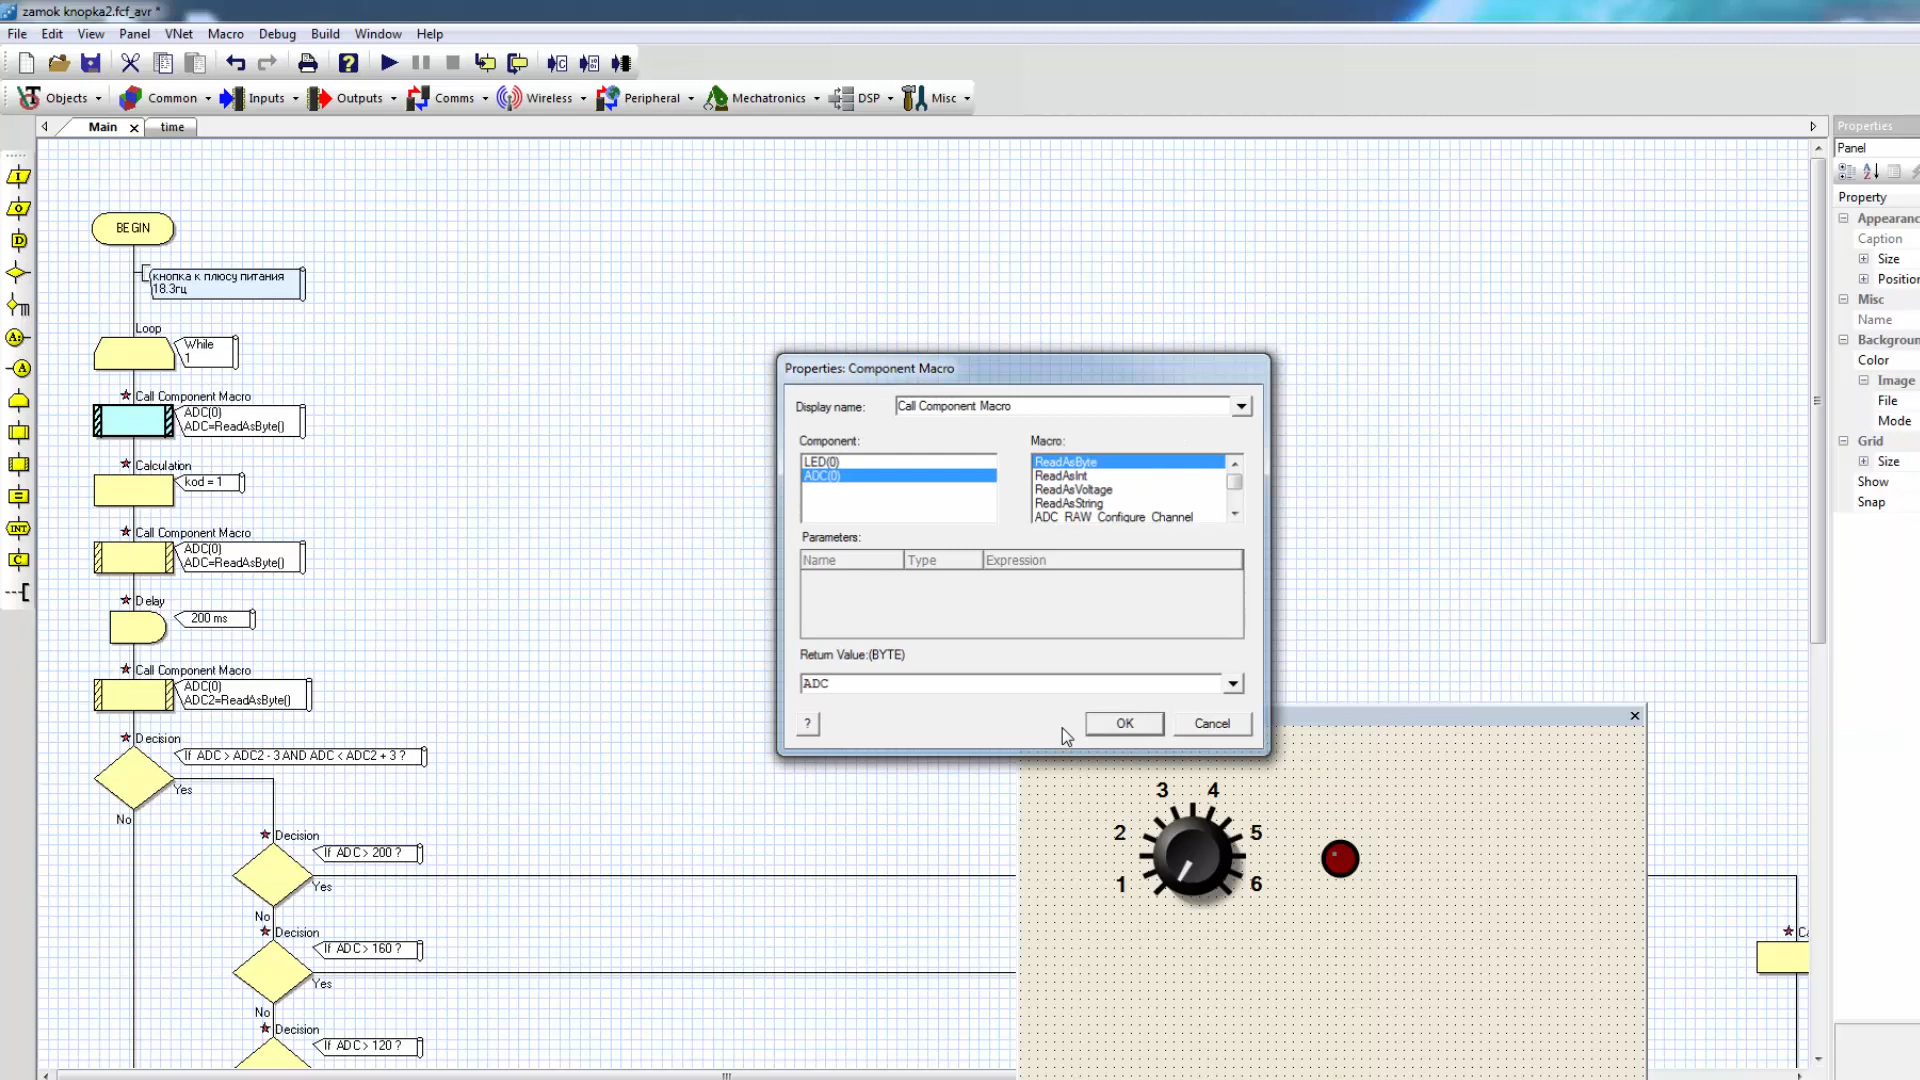 zamok knopka2.fcf_avr *
File Edit View Panel VNet Macro Debug Build Window Help
Objects Common Inputs Outputs Comms Wireless Peripheral Mechatronics DSP Misc
Main time
Properties
Panel
Property
Appearanc
Caption
Size
Position
Misc
Name
Backgroun
Color
Image
File
Mode
Grid
Size
Show
Snap
BEGIN
кнопка к плюсу питания
18.3гц
Loop
While
1
Call Component Macro
ADC(0)
ADC=ReadAsByte()
Calculation
kod = 1
Call Component Macro
ADC(0)
ADC=ReadAsByte()
Delay
200 ms
Call Component Macro
ADC(0)
ADC2=ReadAsByte()
Decision
If ADC > ADC2 - 3 AND ADC < ADC2 + 3 ?
Yes
No
Decision
If ADC > 200 ?
Yes
No
Decision
If ADC > 160 ?
Yes
No
Decision
If ADC > 120 ?
Properties: Component Macro
Display name: Call Component Macro
Component: Macro:
LED(0)
ADC(0)
ReadAsByte
ReadAsInt
ReadAsVoltage
ReadAsString
ADC_RAW_Configure_Channel
Parameters:
Name Type Expression
Return Value:(BYTE)
ADC
? OK Cancel
3 4
2 5
1 6